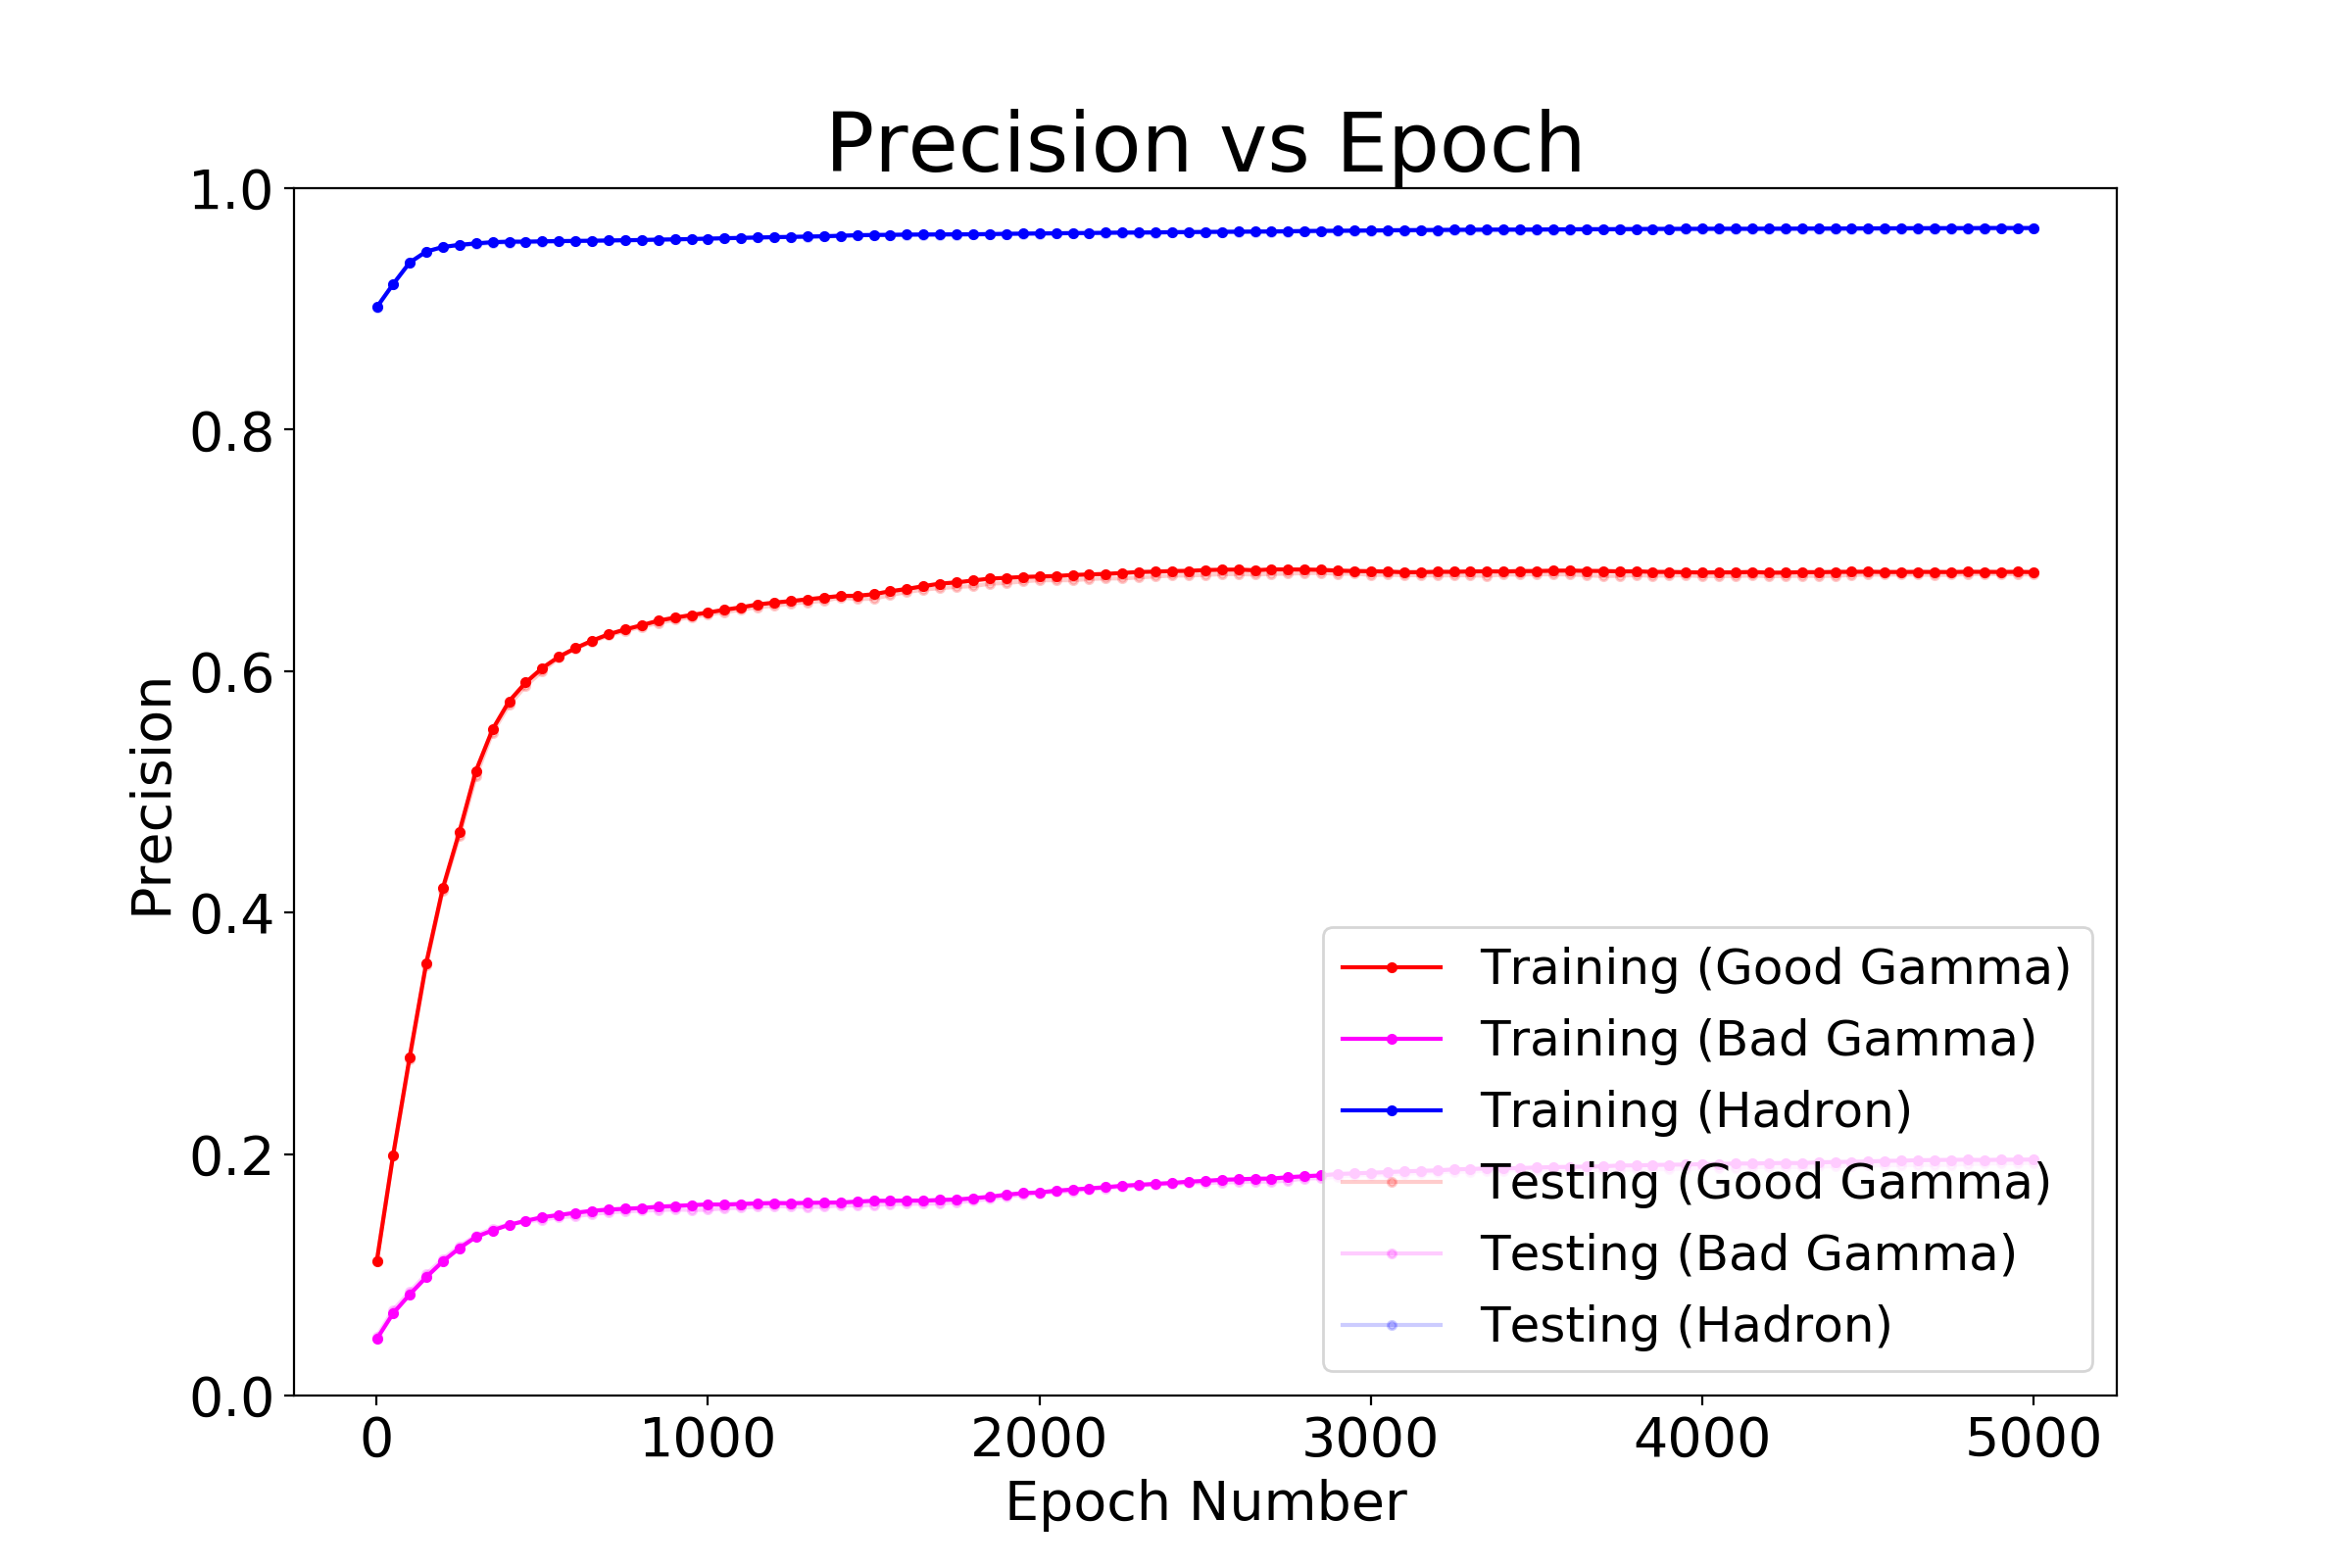 Precision vs Epoch
1.0
0.8
0.6
0.4
0.2
0.0
Precision
Training (Good Gamma)
Training (Bad Gamma)
Training (Hadron)
Testing (Good Gamma)
Testing (Bad Gamma)
Testing (Hadron)
0 1000 2000 3000 4000 5000
Epoch Number